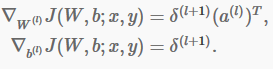 ∇_{W^{(l)}} J(W, b; x, y) = δ^{(l+1)} (a^{(l)})^T,
∇_{b^{(l)}} J(W, b; x, y) = δ^{(l+1)}.